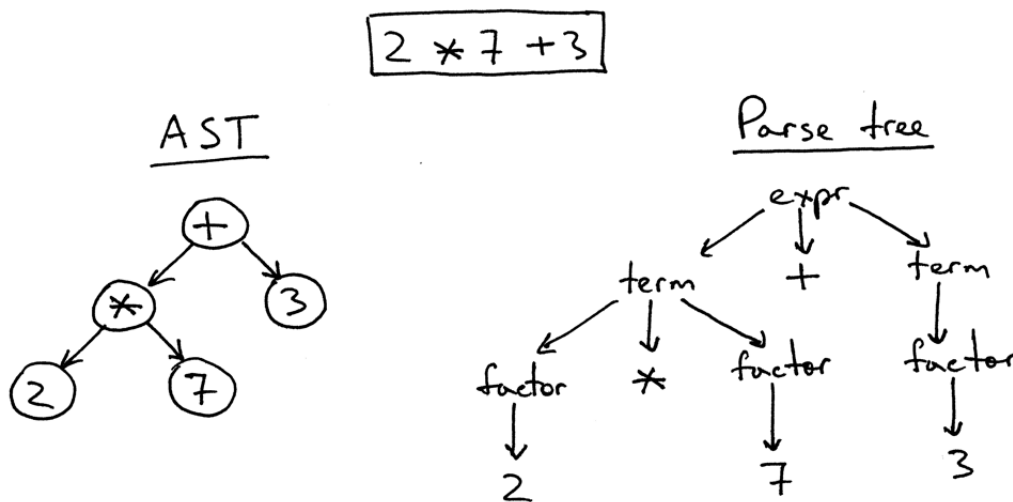 2 * 7 + 3
AST
Parse tree
+
* 3
2 7
expr
term + term
factor * factor factor
2 7 3